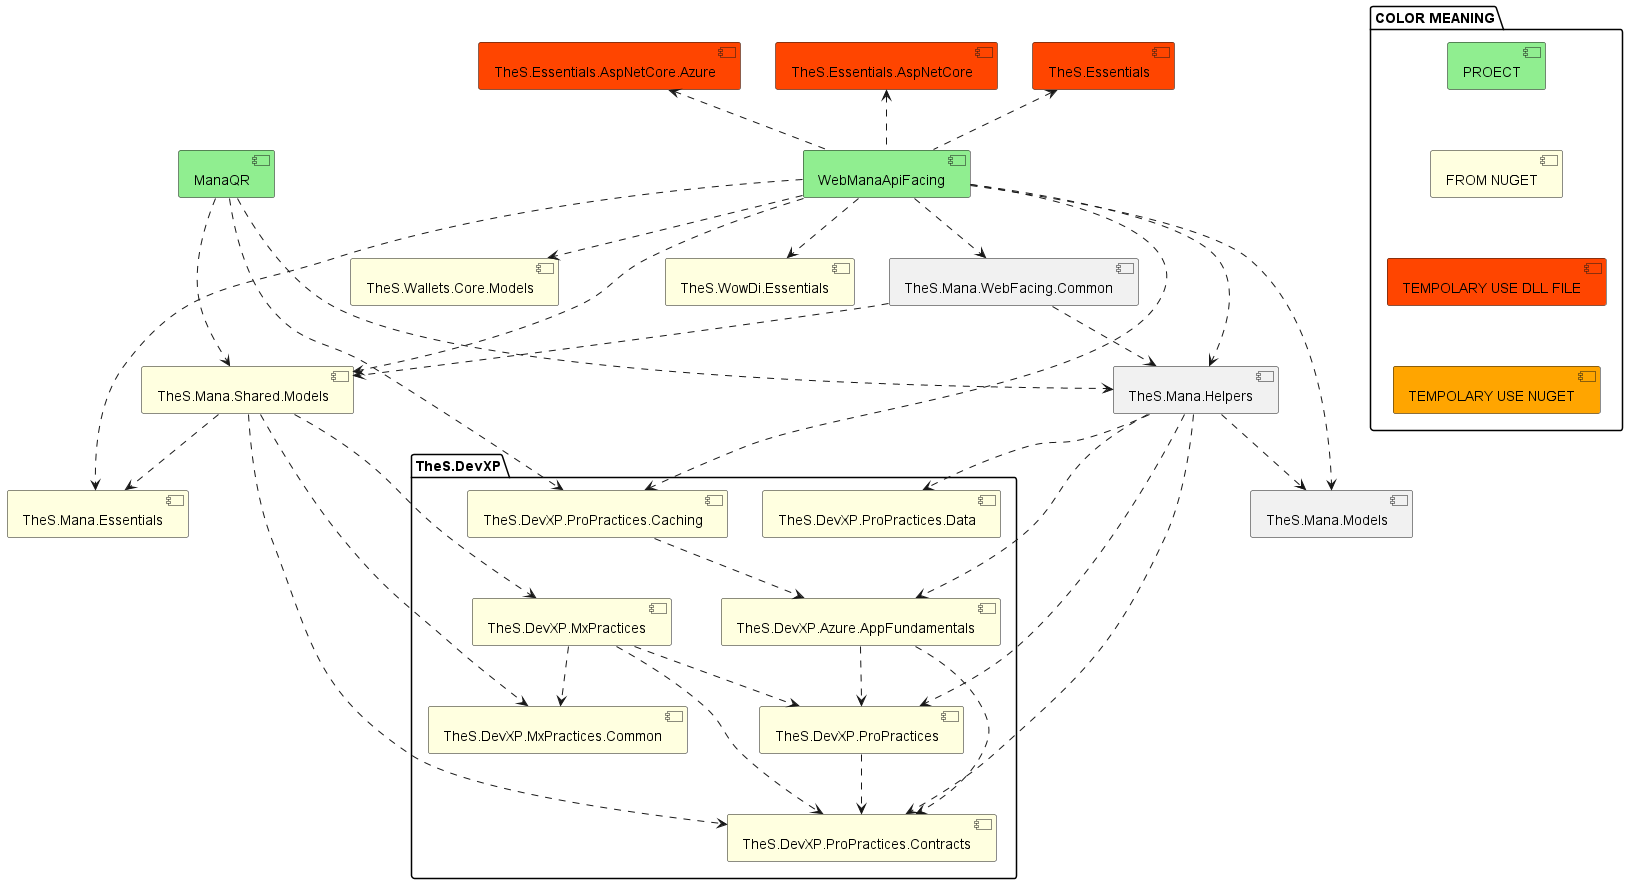 COLOR MEANING
TheS.Essentials.AspNetCore.Azure
TheS.Essentials.AspNetCore
TheS.Essentials
PROECT
ManaQR
WebManaApiFacing
FROM NUGET
TheS.Wallets.Core.Models
TheS.WowDi.Essentials
TheS.Mana.WebFacing.Common
TEMPOLARY USE DLL FILE
TheS.Mana.Shared.Models
TheS.Mana.Helpers
TEMPOLARY USE NUGET
TheS.DevXP
TheS.Mana.Essentials
TheS.DevXP.ProPractices.Caching
TheS.DevXP.ProPractices.Data
TheS.Mana.Models
TheS.DevXP.MxPractices
TheS.DevXP.Azure.AppFundamentals
TheS.DevXP.MxPractices.Common
TheS.DevXP.ProPractices
TheS.DevXP.ProPractices.Contracts